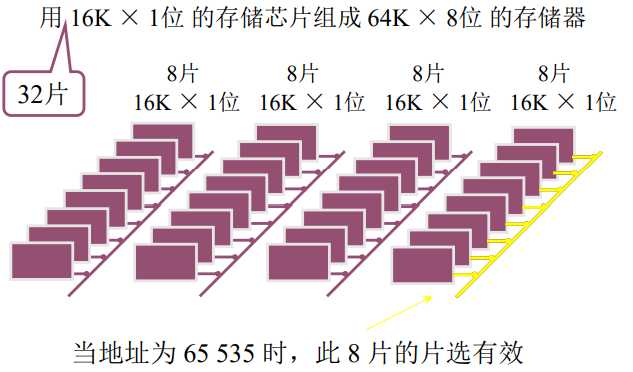 用 16K × 1位 的存储芯片组成 64K × 8位 的存储器
32片
8片 8片 8片 8片
16K × 1位 16K × 1位 16K × 1位 16K × 1位
当地址为 65 535 时，此 8 片的片选有效